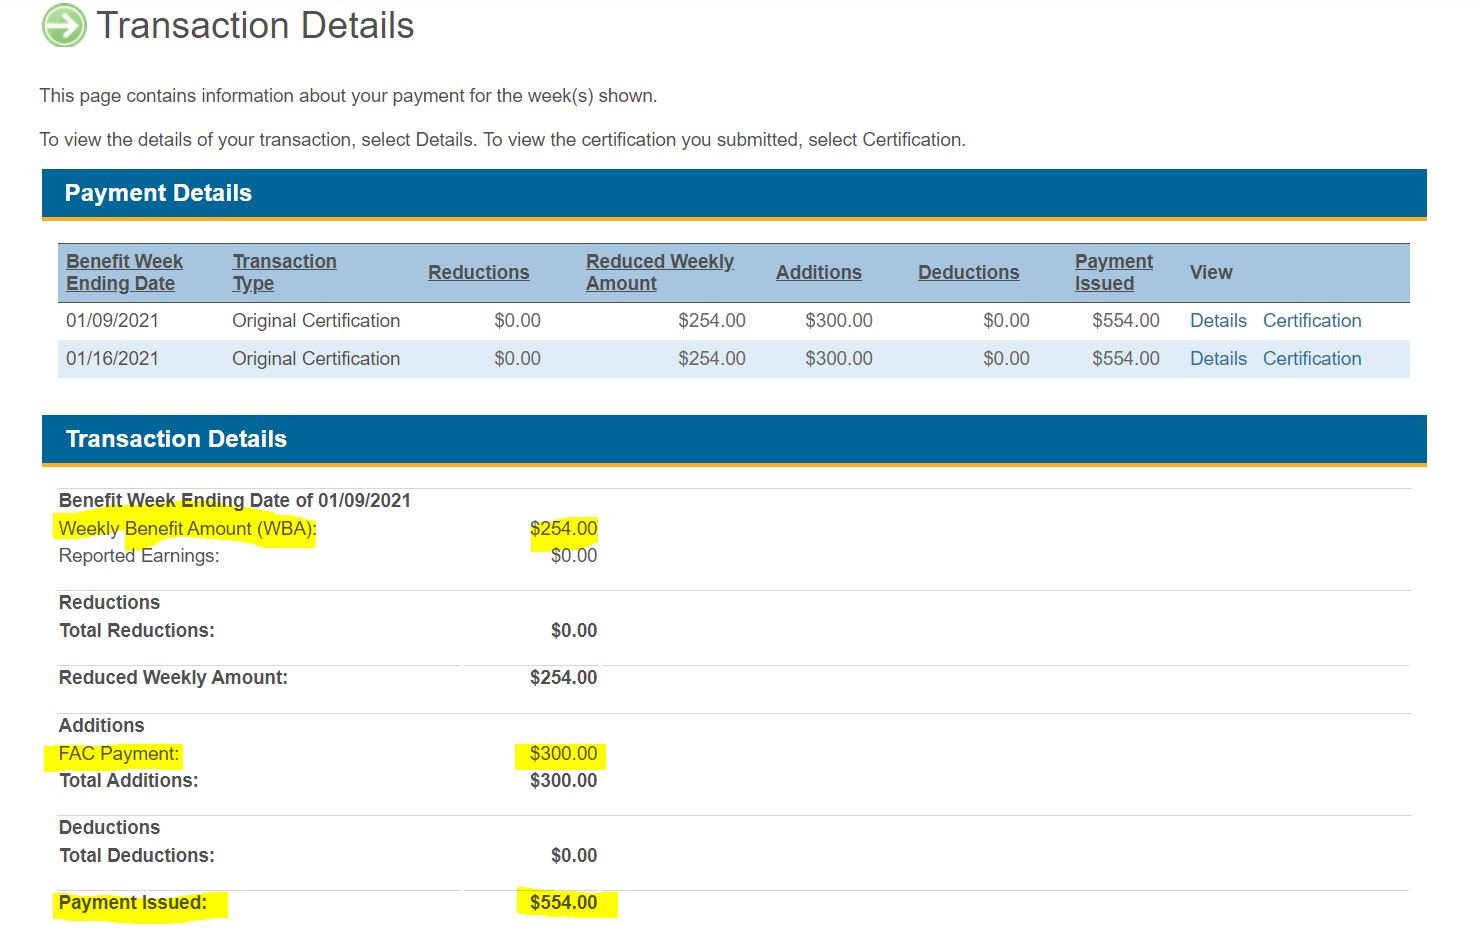 Transaction Details
This page contains information about your payment for the week(s) shown.
To view the details of your transaction, select Details. To view the certification you submitted, select Certification.
Payment Details
Benefit Week Ending Date Transaction Type Reductions Reduced Weekly Amount Additions Deductions Payment Issued View
01/09/2021 Original Certification $0.00 $254.00 $300.00 $0.00 $554.00 Details Certification
01/16/2021 Original Certification $0.00 $254.00 $300.00 $0.00 $554.00 Details Certification
Transaction Details
Benefit Week Ending Date of 01/09/2021
Weekly Benefit Amount (WBA): $254.00
Reported Earnings: $0.00
Reductions
Total Reductions: $0.00
Reduced Weekly Amount: $254.00
Additions
FAC Payment: $300.00
Total Additions: $300.00
Deductions
Total Deductions: $0.00
Payment Issued: $554.00